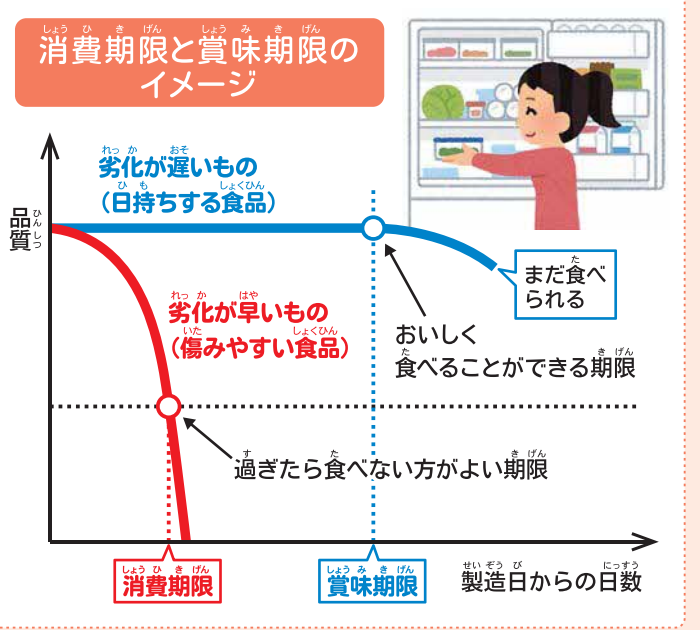 消費期限と賞味期限の
イメージ
劣化が遅いもの
（日持ちする食品）
品質
劣化が早いもの
（傷みやすい食品）
まだ食べ
られる
おいしく
食べることができる期限
過ぎたら食べない方がよい期限
消費期限
賞味期限
製造日からの日数